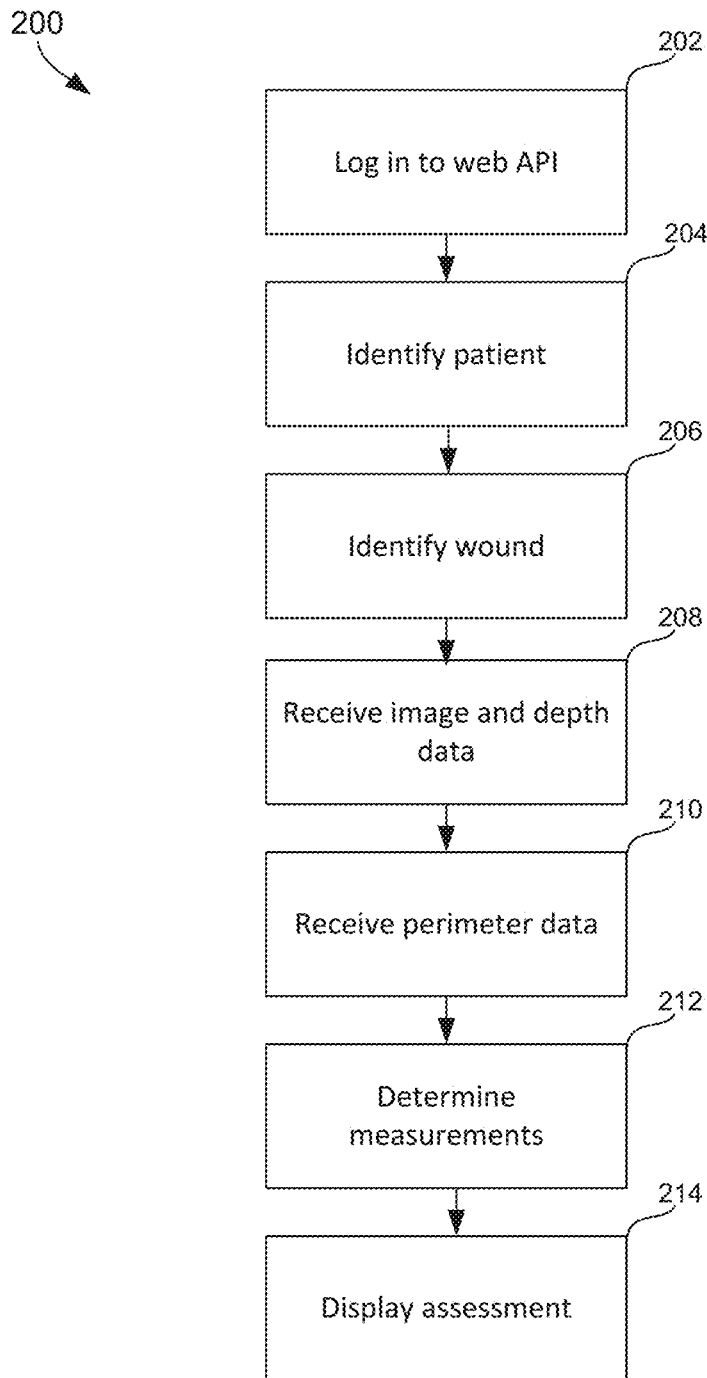 200
202
Log in to web API
204
Identify patient
206
Identify wound
208
Receive image and depth
data
210
Receive perimeter data
212
Determine
measurements
214
Display assessment